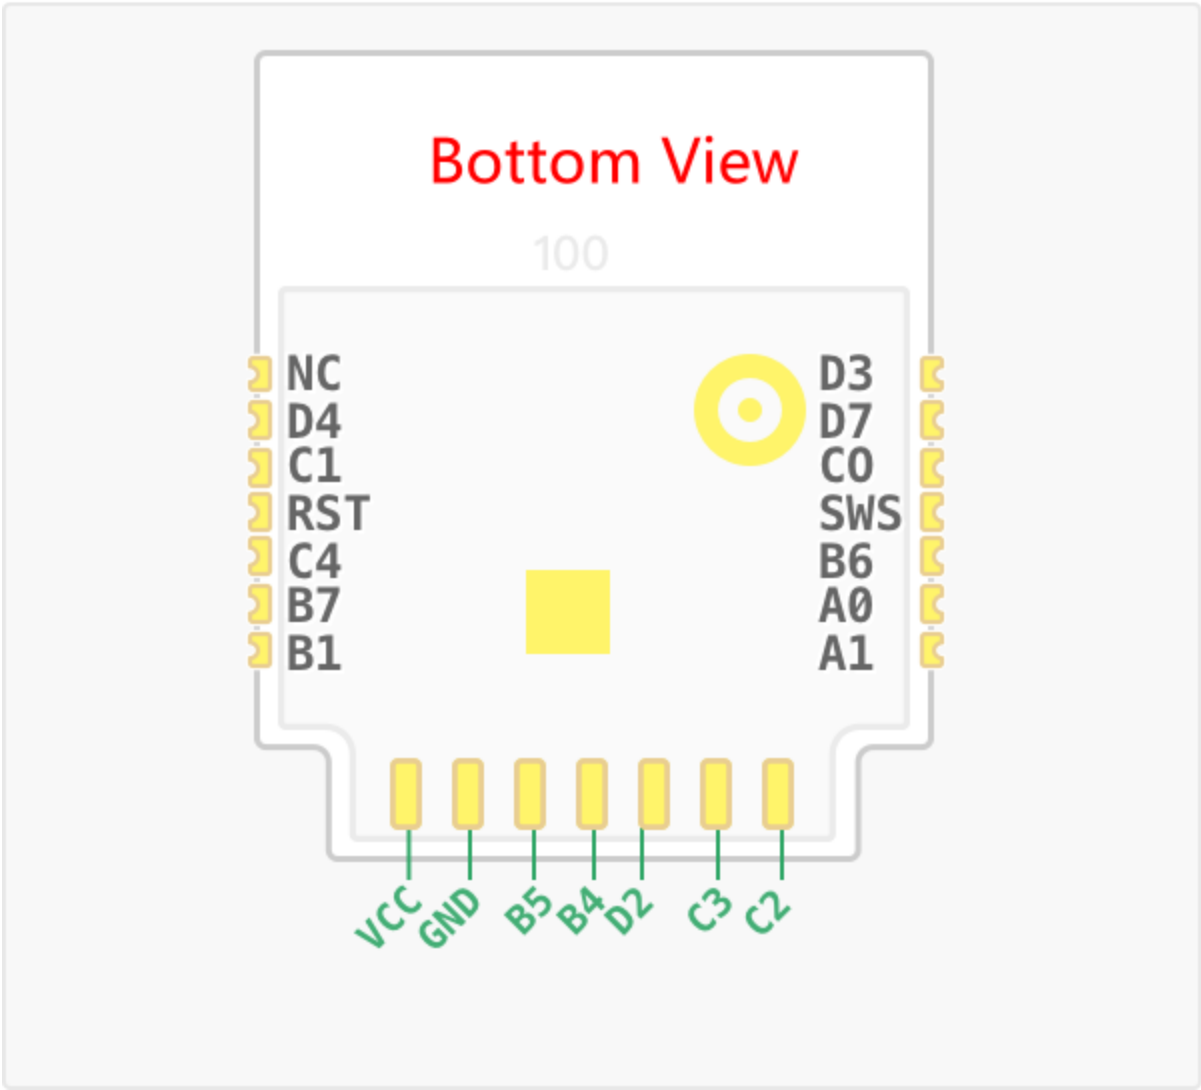 Bottom View
100
NC D3
D4 D7
C1 CO
RST SWS
C4 B6
B7 A0
B1 A1
VCC GND B5 B4 D2 C3 C2